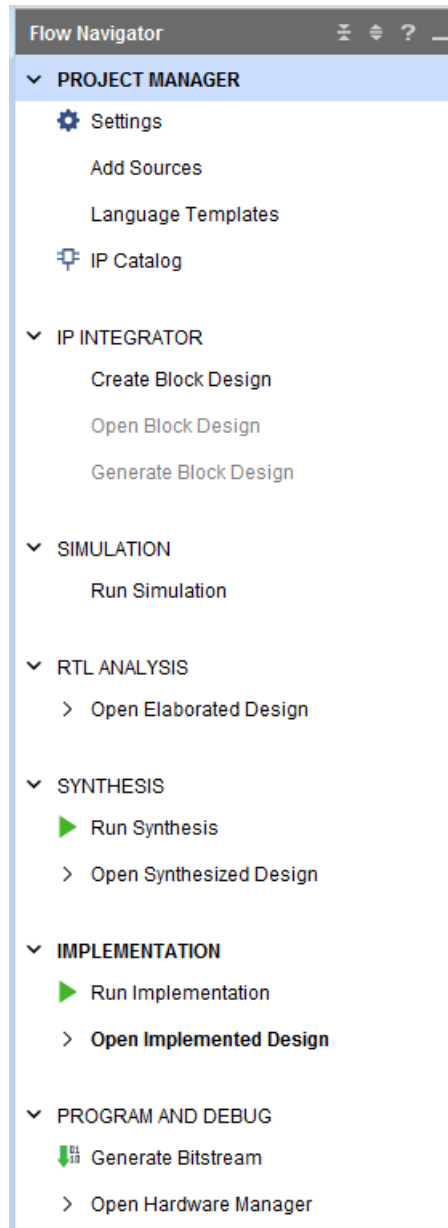 Flow Navigator ?
PROJECT MANAGER
Settings
Add Sources
Language Templates
IP Catalog
IP INTEGRATOR
Create Block Design
Open Block Design
Generate Block Design
SIMULATION
Run Simulation
RTL ANALYSIS
Open Elaborated Design
SYNTHESIS
Run Synthesis
Open Synthesized Design
IMPLEMENTATION
Run Implementation
Open Implemented Design
PROGRAM AND DEBUG
Generate Bitstream
Open Hardware Manager